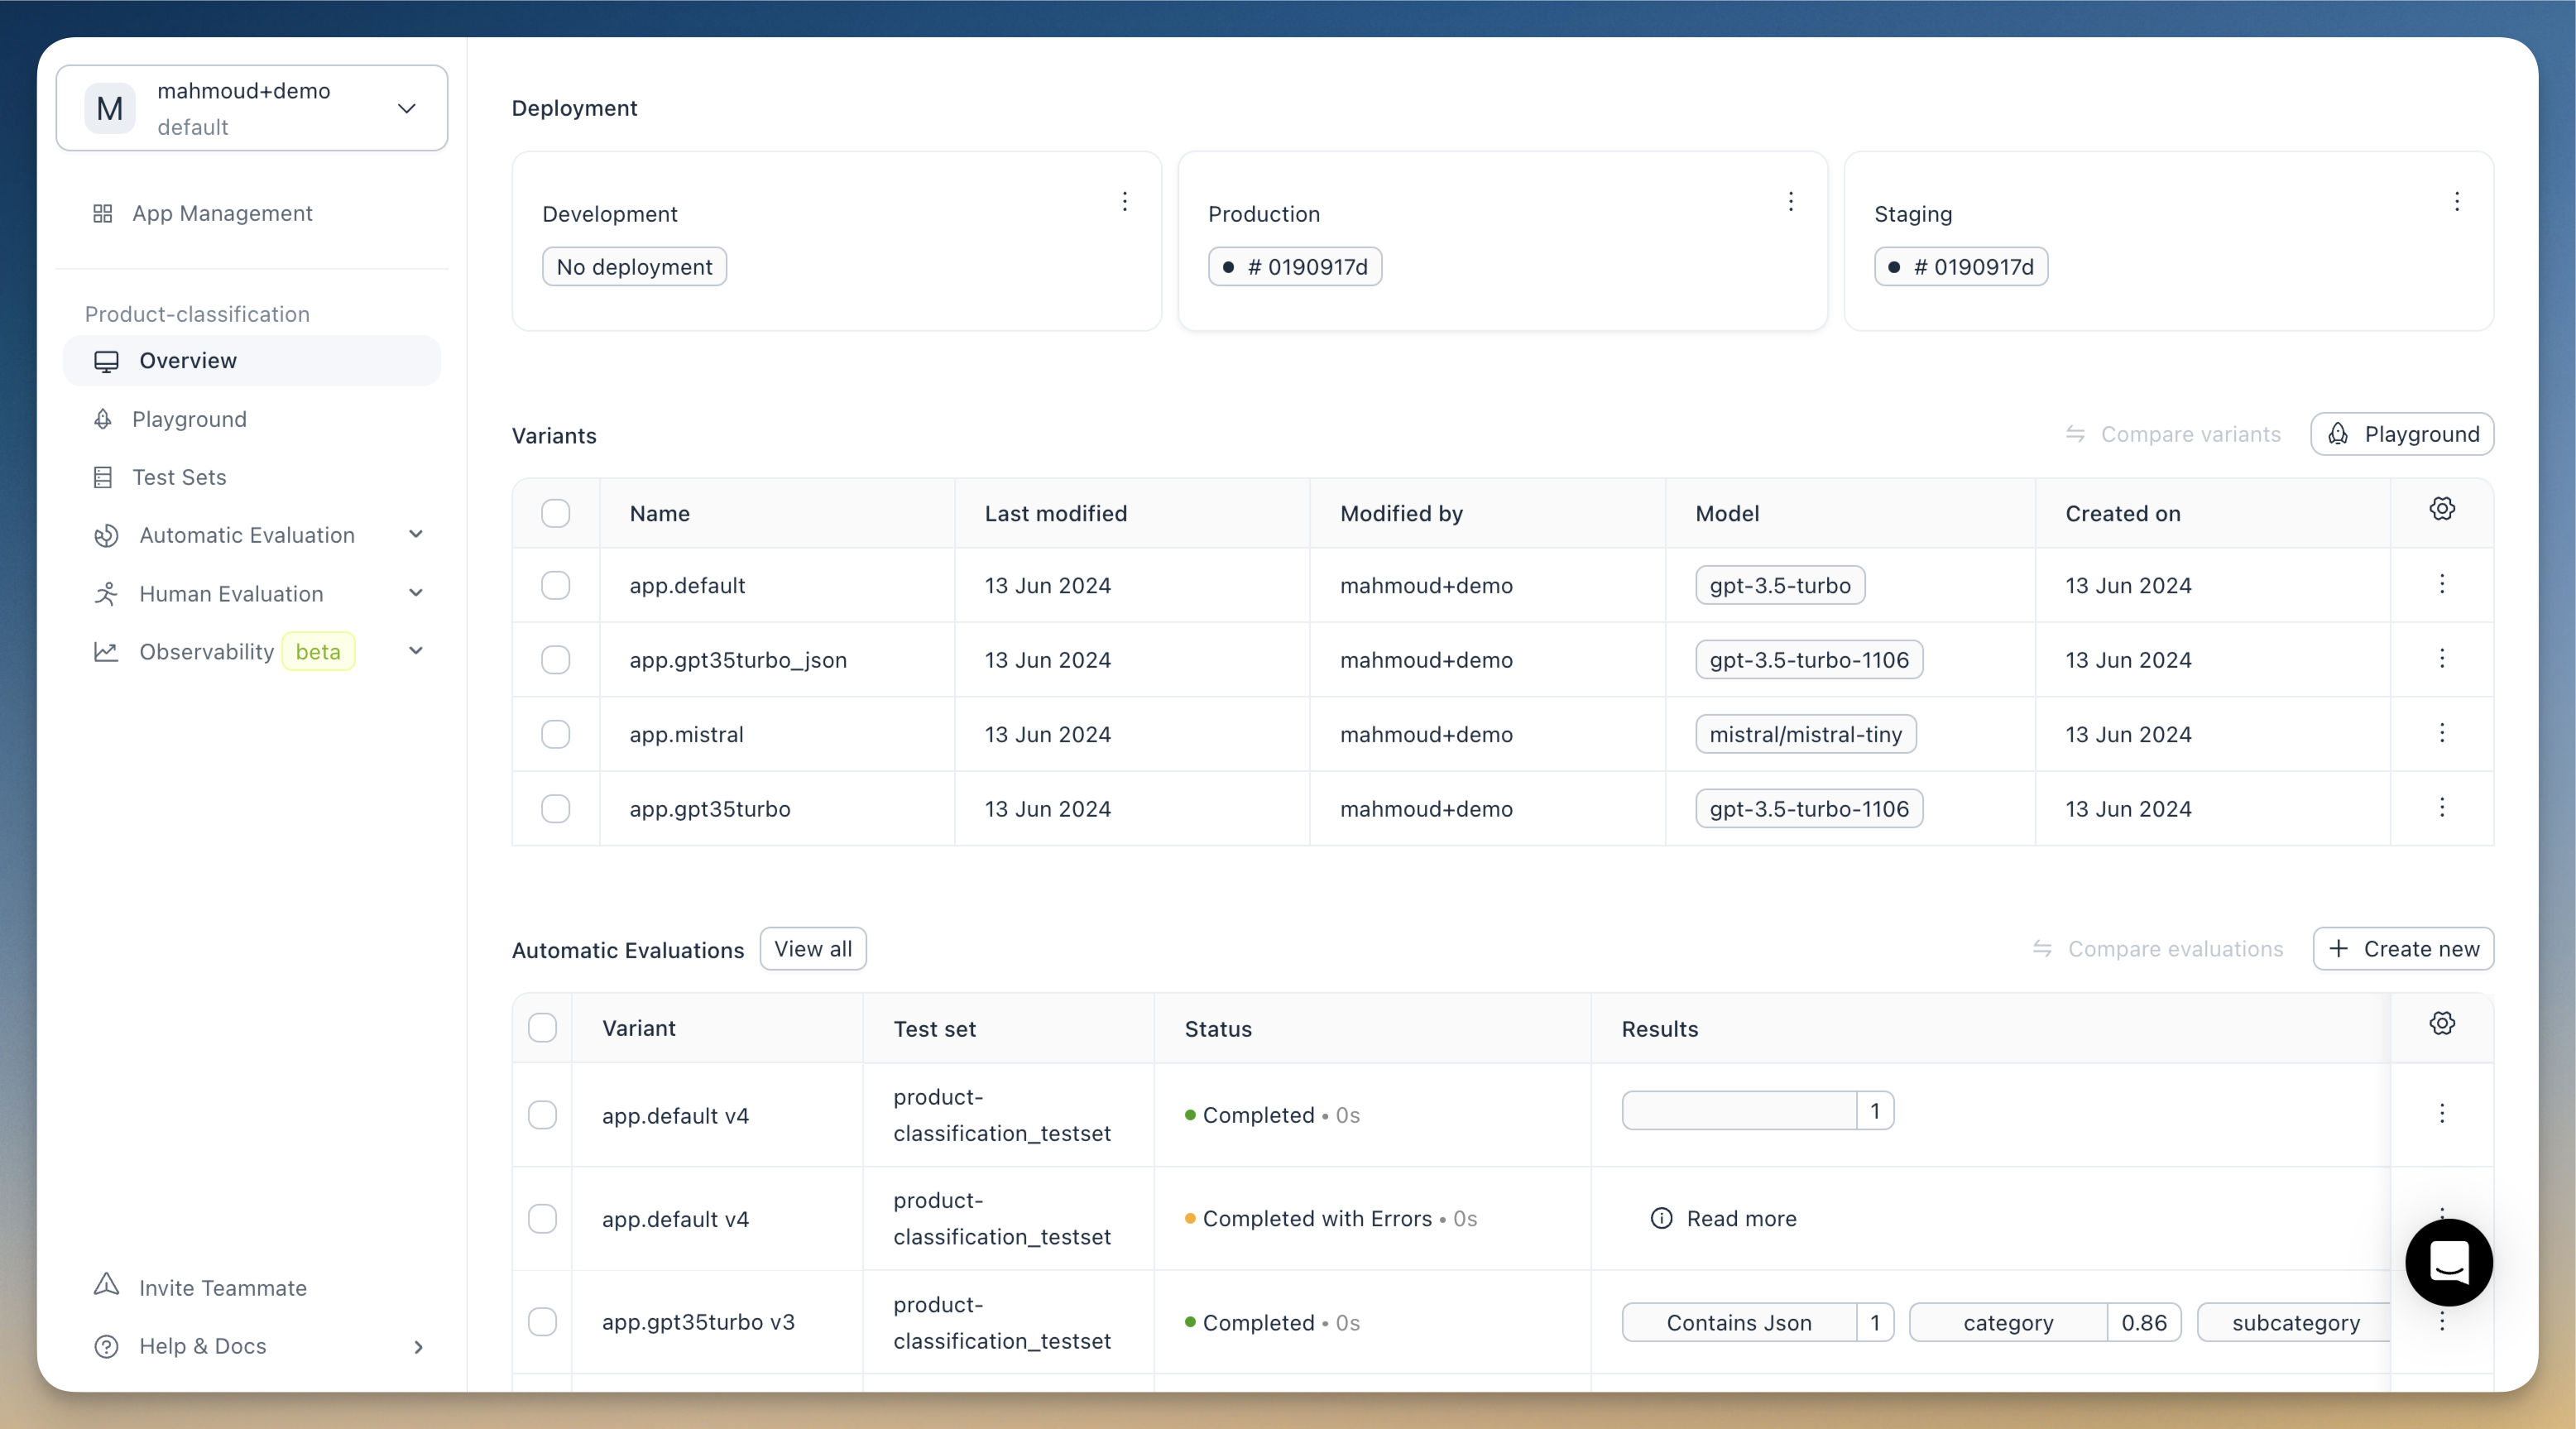 M
mahmoud+demo
default
App Management
Product-classification
Overview
Playground
Test Sets
Automatic Evaluation
Human Evaluation
Observability beta
Invite Teammate
Help & Docs
Deployment
Development
No deployment
Production
# 0190917d
Staging
# 0190917d
Variants
Compare variants
Playground
Name Last modified Modified by Model Created on
app.default 13 Jun 2024 mahmoud+demo gpt-3.5-turbo 13 Jun 2024
app.gpt35turbo_json 13 Jun 2024 mahmoud+demo gpt-3.5-turbo-1106 13 Jun 2024
app.mistral 13 Jun 2024 mahmoud+demo mistral/mistral-tiny 13 Jun 2024
app.gpt35turbo 13 Jun 2024 mahmoud+demo gpt-3.5-turbo-1106 13 Jun 2024
Automatic Evaluations View all
Compare evaluations
Create new
Variant Test set Status Results
app.default v4
product-
classification_testset
Completed • 0s
1
app.default v4
product-
classification_testset
Completed with Errors • 0s
Read more
app.gpt35turbo v3
product-
classification_testset
Completed • 0s
Contains Json 1 category 0.86 subcategory